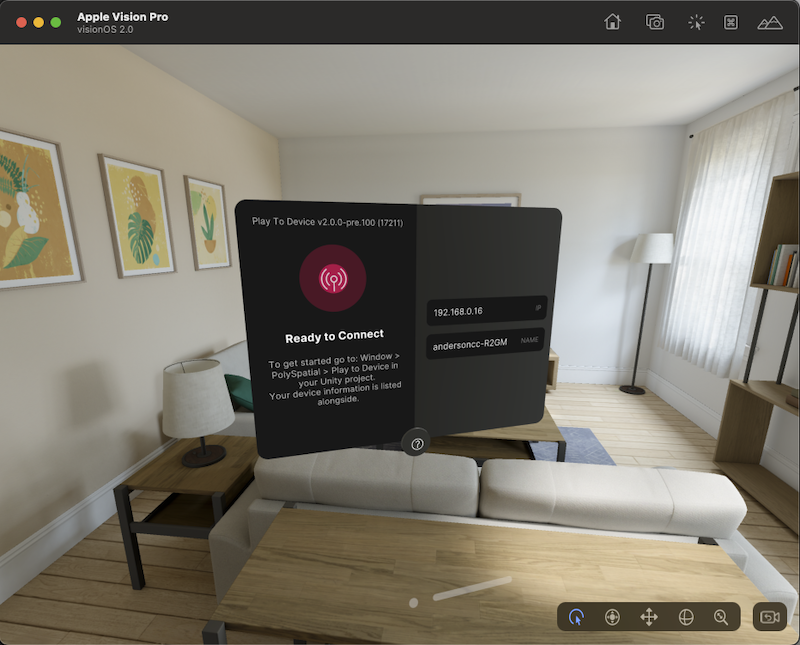 Apple Vision Pro
visionOS 2.0
Play To Device v2.0.0-pre.100 (17211)
Ready to Connect
To get started go to: Window >
PolySpatial > Play to Device in
your Unity project.
Your device information is listed
alongside.
192.168.0.16 IP
andersoncc-R2GM NAME